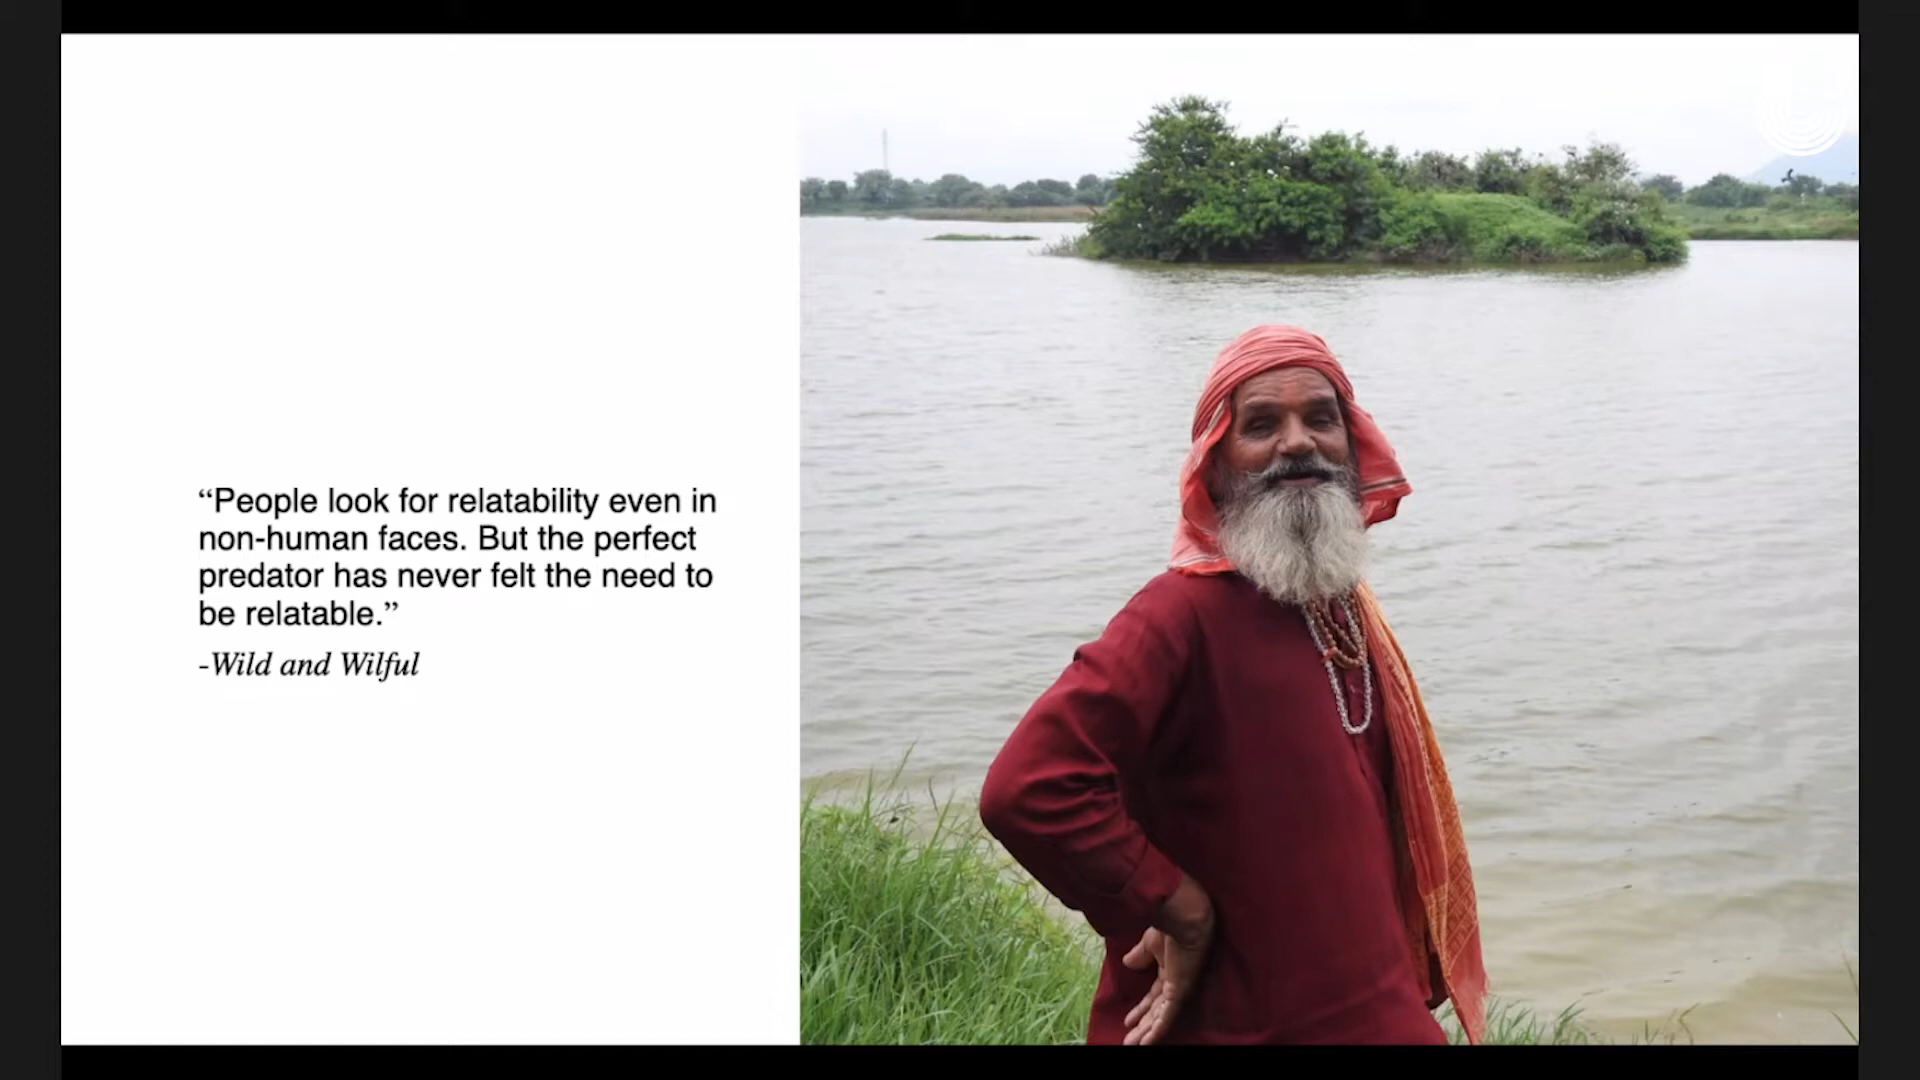 “People look for relatability even in
non-human faces. But the perfect
predator has never felt the need to
be relatable.”
-Wild and Wilful